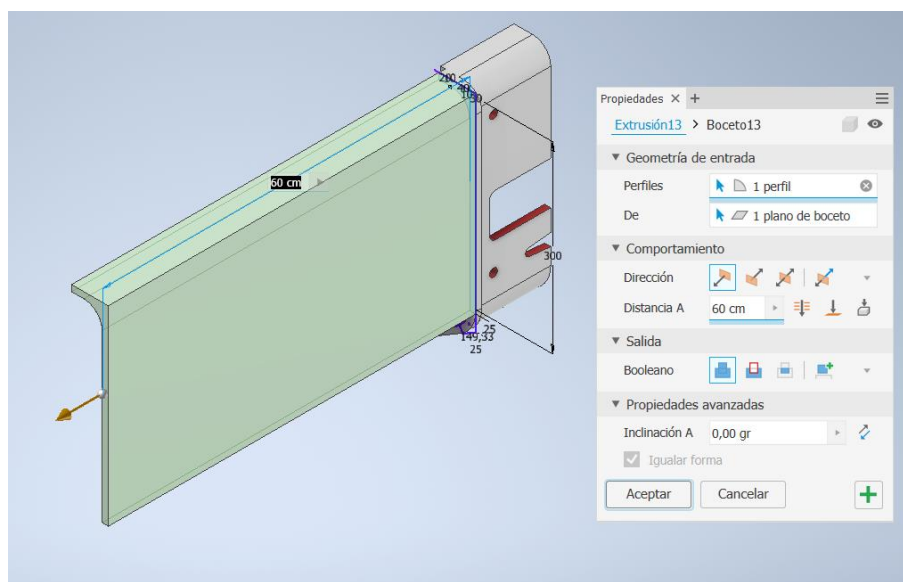 Propiedades × +
Extrusión13 > Boceto13
Geometría de entrada
Perfiles 1 perfil
De 1 plano de boceto
Comportamiento
Dirección
Distancia A 60 cm
Salida
Booleano
Propiedades avanzadas
Inclinación A 0,00 gr
Igualar forma
Aceptar Cancelar
60 cm
300
25
149,33
25